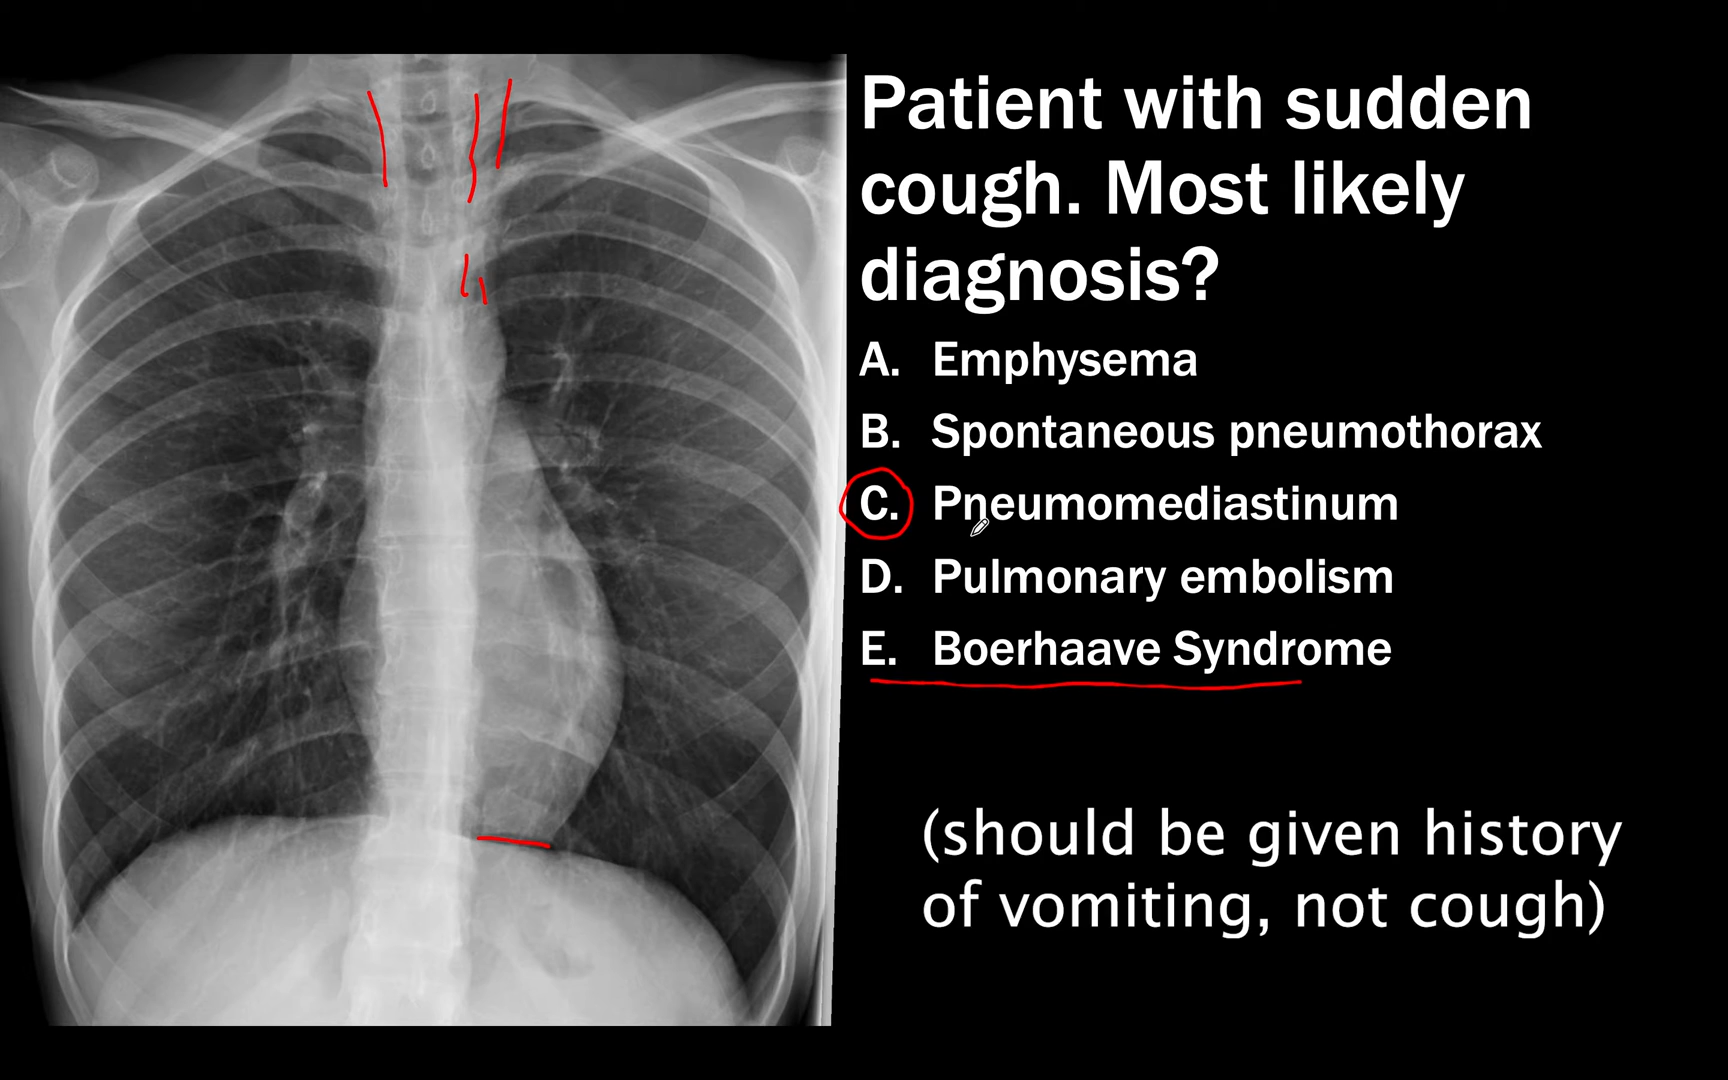 Patient with sudden
cough. Most likely
diagnosis?
A. Emphysema
B. Spontaneous pneumothorax
C. Pneumomediastinum
D. Pulmonary embolism
E. Boerhaave Syndrome
(should be given history
of vomiting, not cough)